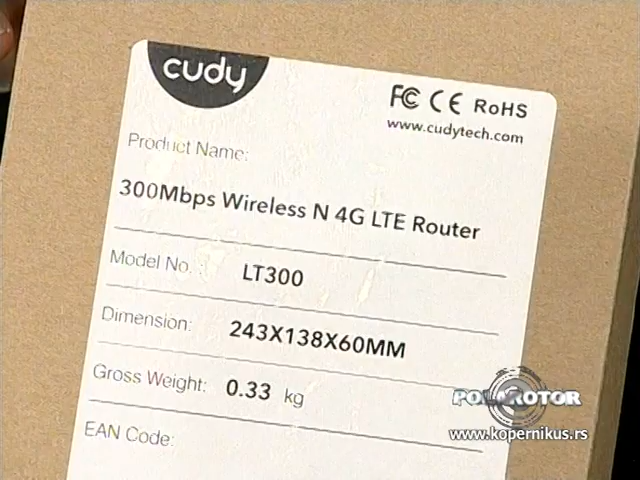 cudy
FC CE RoHS
www.cudytech.com
Product Name:
300Mbps Wireless N 4G LTE Router
Model No. : LT300
Dimension: 243X138X60MM
Gross Weight: 0.33 kg
EAN Code:
POLAROTOR
www.kopernikus.rs